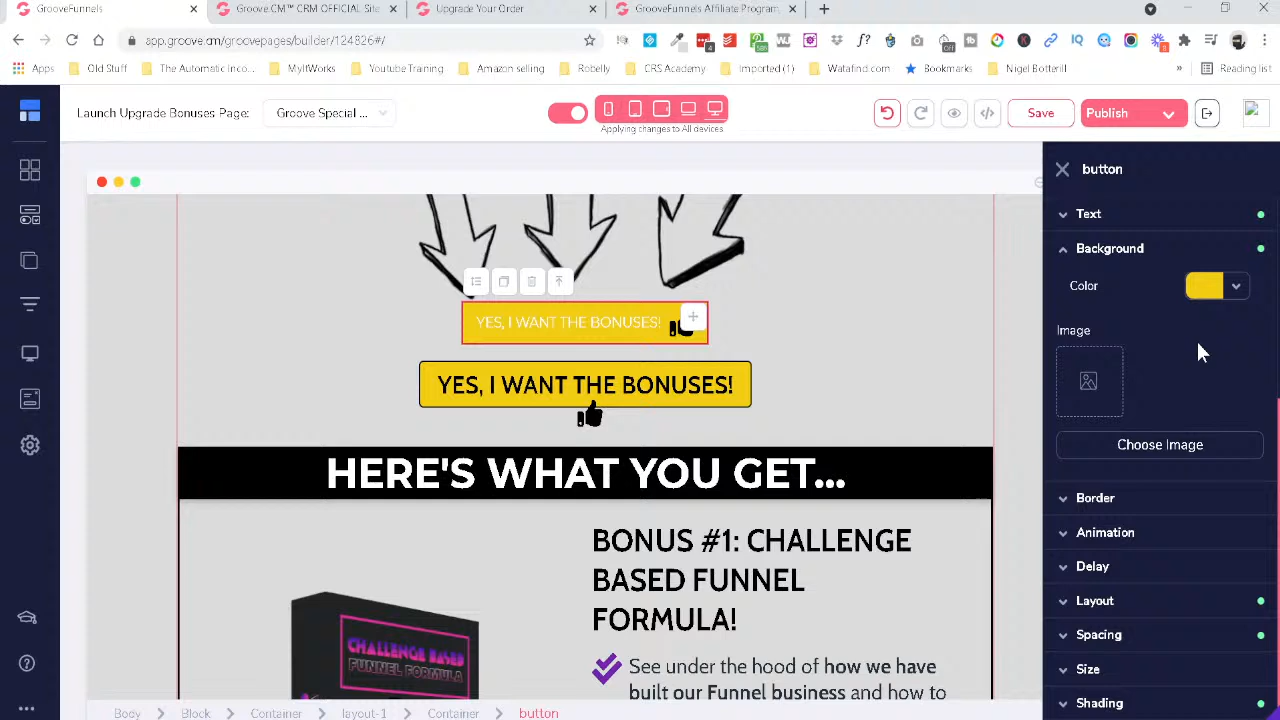 GrooveFunnels
Groove.CM™ CRM OFFICIAL Site
Upgrade Your Order
GrooveFunnels Affiliate Program,
app.groove.cm/groovepages/builder/124826/#/
Apps
Old Stuff
The Automatic Inco...
MyWorks
Youtube Training
Amazon selling
Robelly
CRS Academy
Imported (1)
Watafind.com
Bookmarks
Nigel Botterill
»
Reading list
Launch Upgrade Bonuses Page:
Groove Special ...
Applying changes to All devices
Save
Publish
button
Text
Background
Color
Image
Choose Image
Border
Animation
Delay
Layout
Spacing
Size
Shading
YES, I WANT THE BONUSES!
YES, I WANT THE BONUSES!
HERE'S WHAT YOU GET...
BONUS #1: CHALLENGE
BASED FUNNEL
FORMULA!
CHALLENGE BASED
FUNNEL FORMULA
See under the hood of how we have
built our Funnel business and how to
Body
Block
Container
layout-1
Container
button